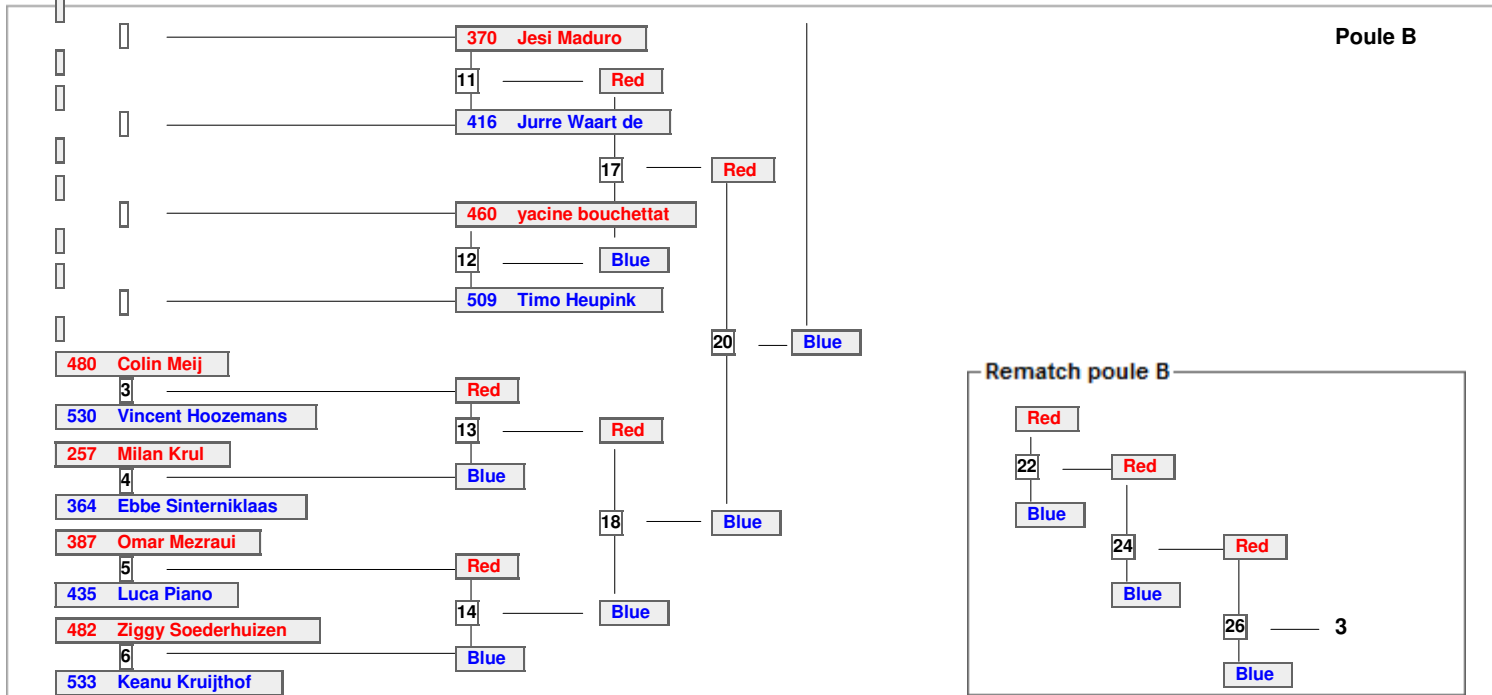 370 Jesi Maduro
Poule B
11 Red
416 Jurre Waart de
17 Red
460 yacine bouchettat
12 Blue
509 Timo Heupink
20 Blue
480 Colin Meij
3 Red
530 Vincent Hoozemans
13 Red
257 Milan Krul
4 Blue
364 Ebbe Sinterniklaas
18 Blue
387 Omar Mezraui
5 Red
435 Luca Piano
14 Blue
482 Ziggy Soederhuizen
6 Blue
533 Keanu Kruijthof
Rematch poule B
Red
22 Red
Blue
24 Red
Blue
26 3
Blue